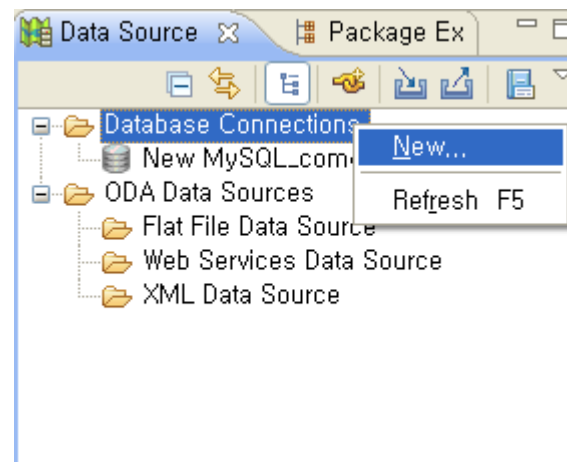 Data Source Package Ex
Database Connections
New...
New MySQL_com
ODA Data Sources
Refresh F5
Flat File Data Source
Web Services Data Source
XML Data Source